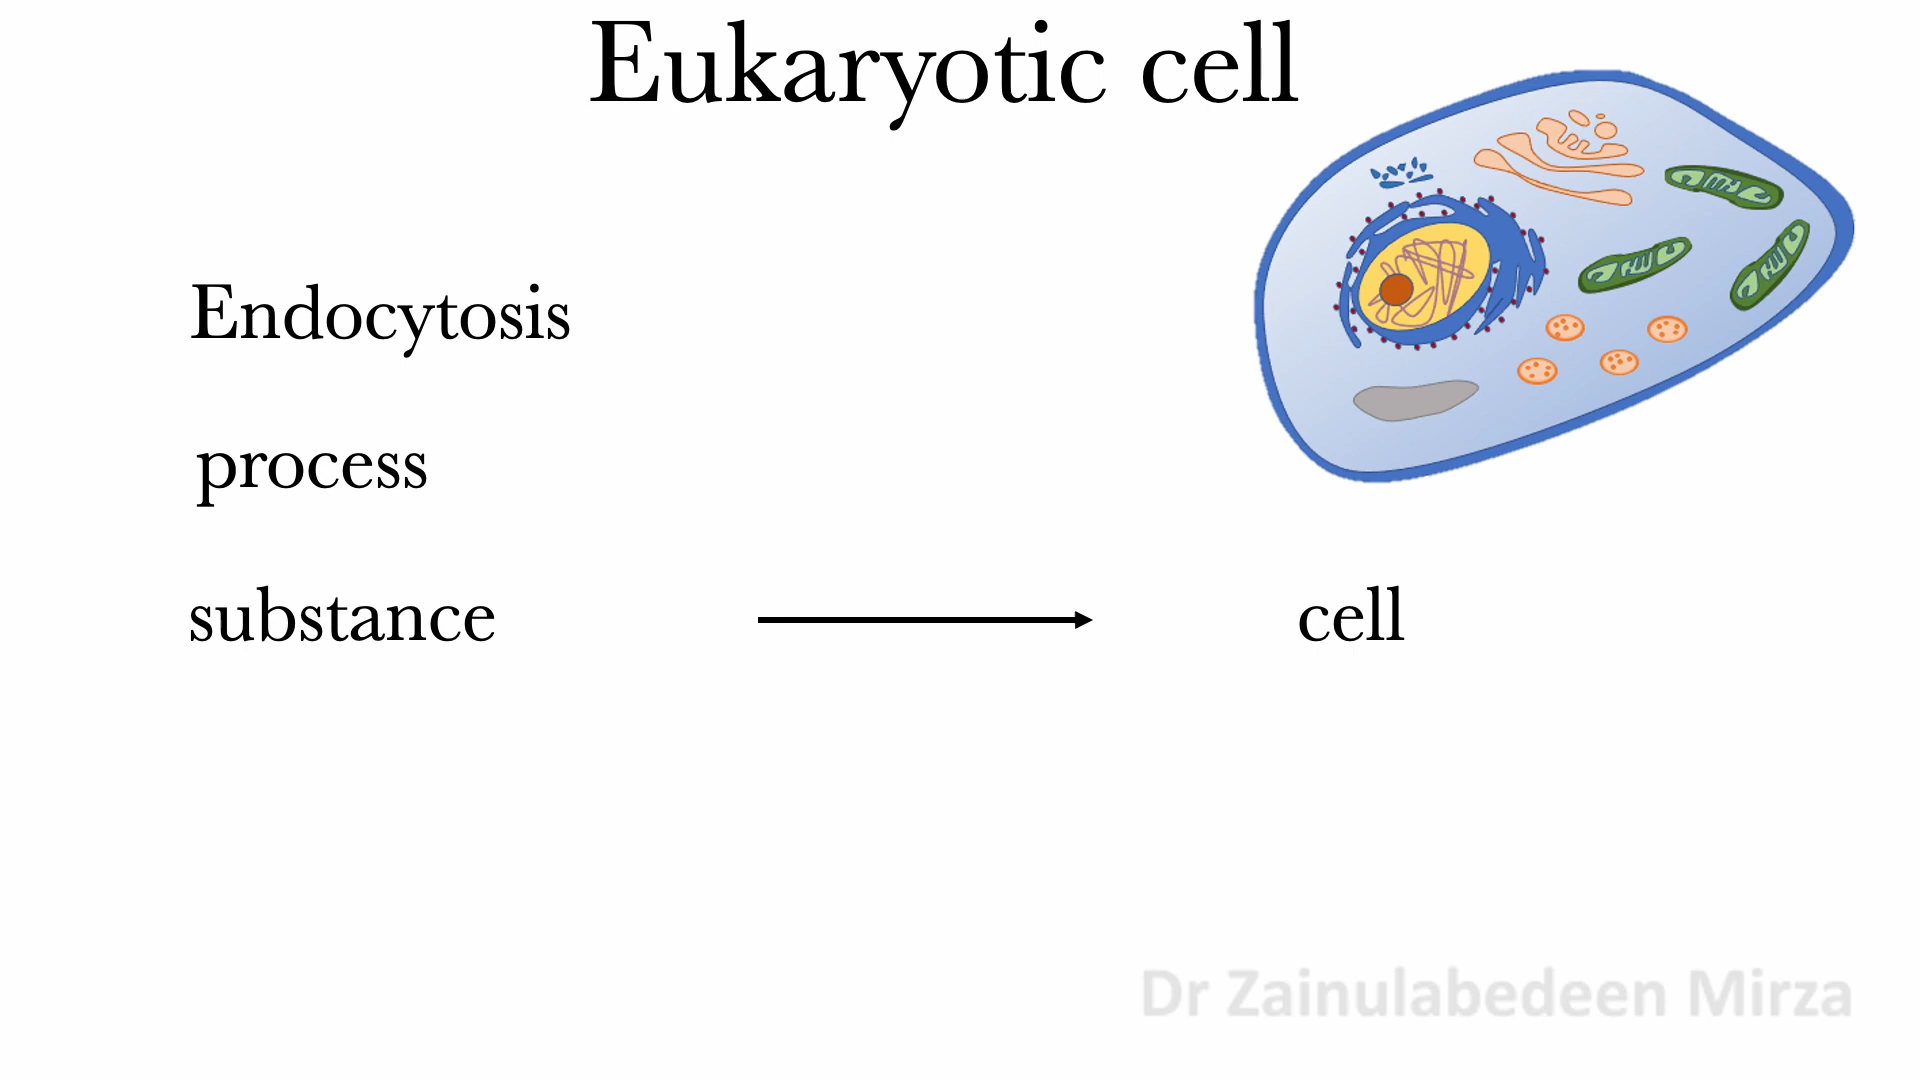 Eukaryotic cell
Endocytosis
process
substance cell
Dr Zainulabedeen Mirza